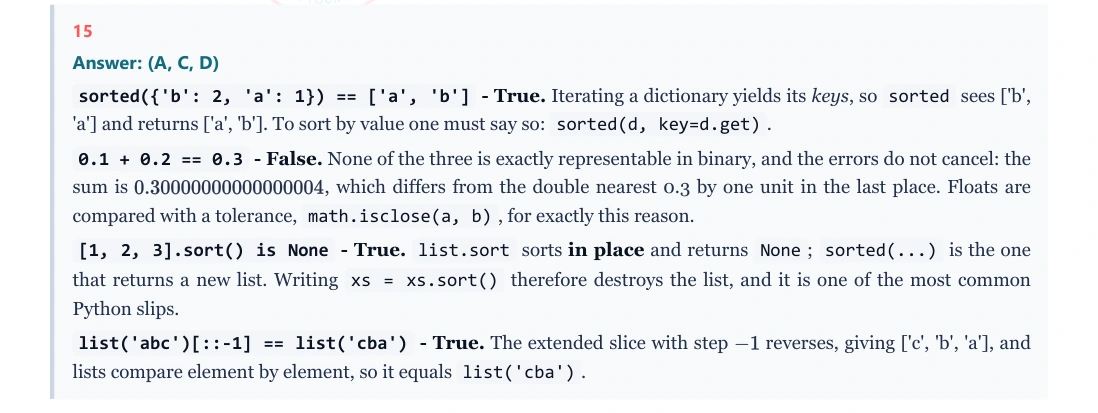 15
Answer: (A, C, D)
sorted({'b': 2, 'a': 1}) == ['a', 'b'] - True. Iterating a dictionary yields its keys, so sorted sees ['b',
'a'] and returns ['a', 'b']. To sort by value one must say so: sorted(d, key=d.get) .
0.1 + 0.2 == 0.3 - False. None of the three is exactly representable in binary, and the errors do not cancel: the
sum is 0.30000000000000004, which differs from the double nearest 0.3 by one unit in the last place. Floats are
compared with a tolerance, math.isclose(a, b) , for exactly this reason.
[1, 2, 3].sort() is None - True. list.sort sorts in place and returns None ; sorted(...) is the one
that returns a new list. Writing xs = xs.sort() therefore destroys the list, and it is one of the most common
Python slips.
list('abc')[::-1] == list('cba') - True. The extended slice with step −1 reverses, giving ['c', 'b', 'a'], and
lists compare element by element, so it equals list('cba') .